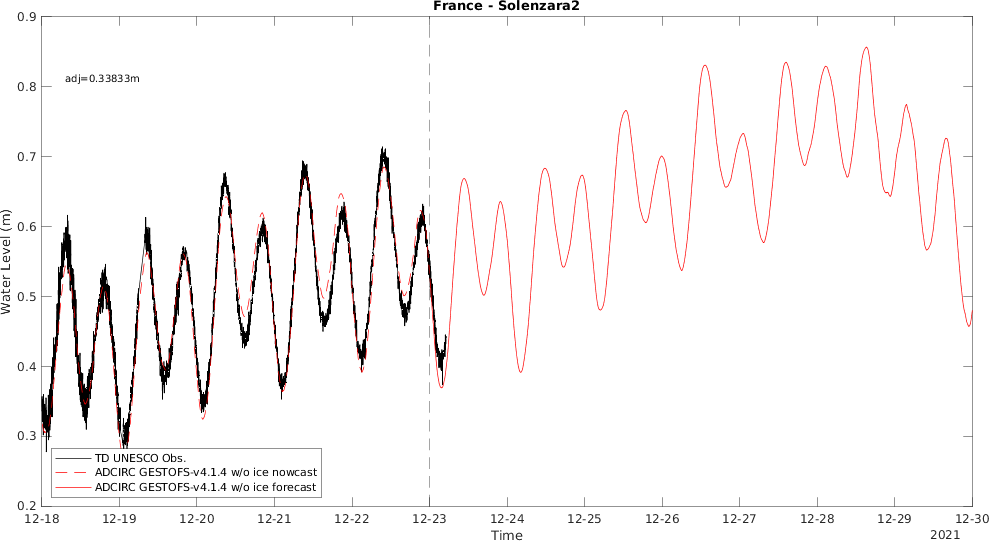 France - Solenzara2
0.9
0.8
0.7
0.6
0.5
0.4
0.3
0.2
Water Level (m)
adj=0.33833m
TD UNESCO Obs.
ADCIRC GESTOFS-v4.1.4 w/o ice nowcast
ADCIRC GESTOFS-v4.1.4 w/o ice forecast
12-18 12-19 12-20 12-21 12-22 12-23 12-24 12-25 12-26 12-27 12-28 12-29 12-30
Time
2021